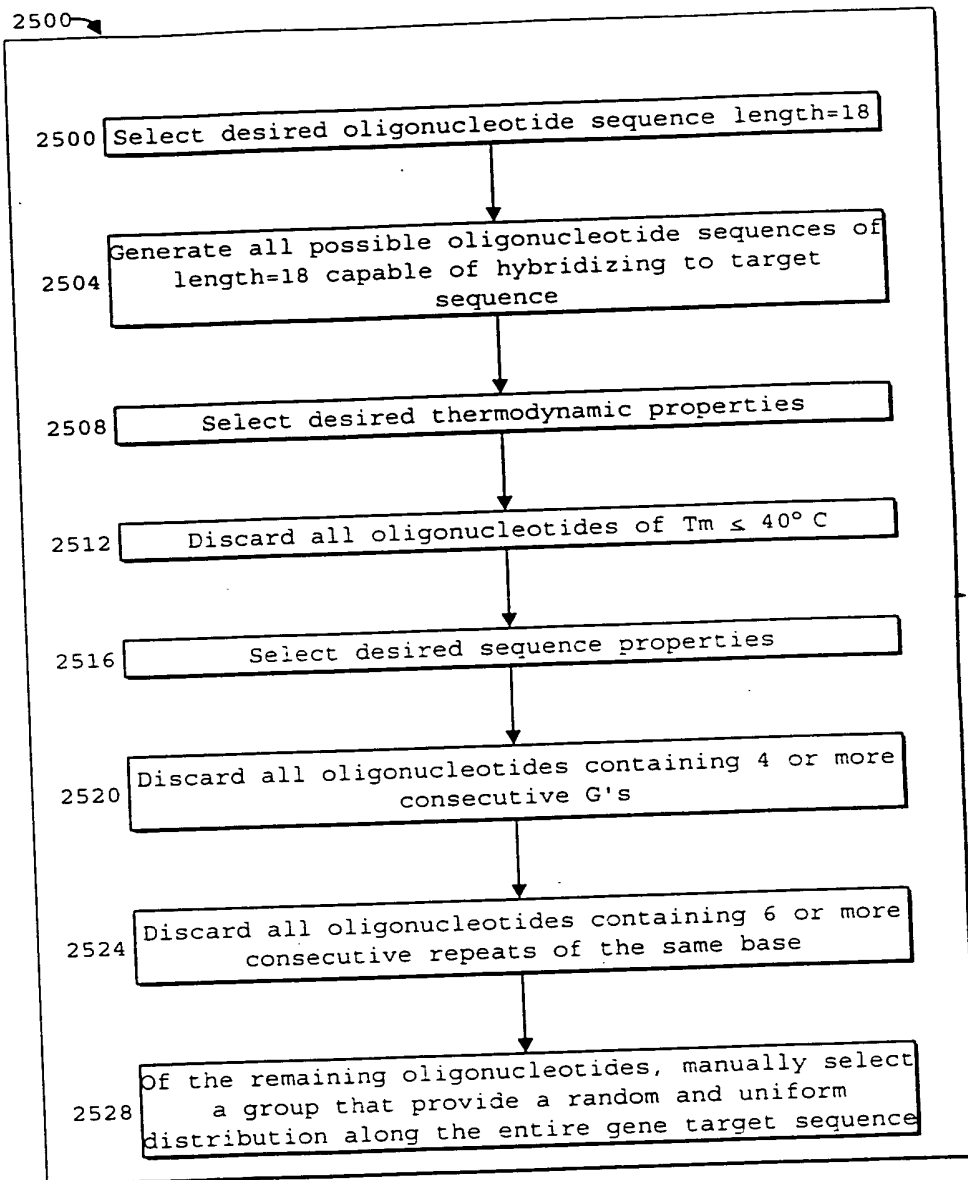 2500
2500 Select desired oligonucleotide sequence length=18
2504 Generate all possible oligonucleotide sequences of
length=18 capable of hybridizing to target
sequence
2508 Select desired thermodynamic properties
2512 Discard all oligonucleotides of Tm ≤ 40° C
2516 Select desired sequence properties
2520 Discard all oligonucleotides containing 4 or more
consecutive G's
2524 Discard all oligonucleotides containing 6 or more
consecutive repeats of the same base
2528 Of the remaining oligonucleotides, manually select
a group that provide a random and uniform
distribution along the entire gene target sequence